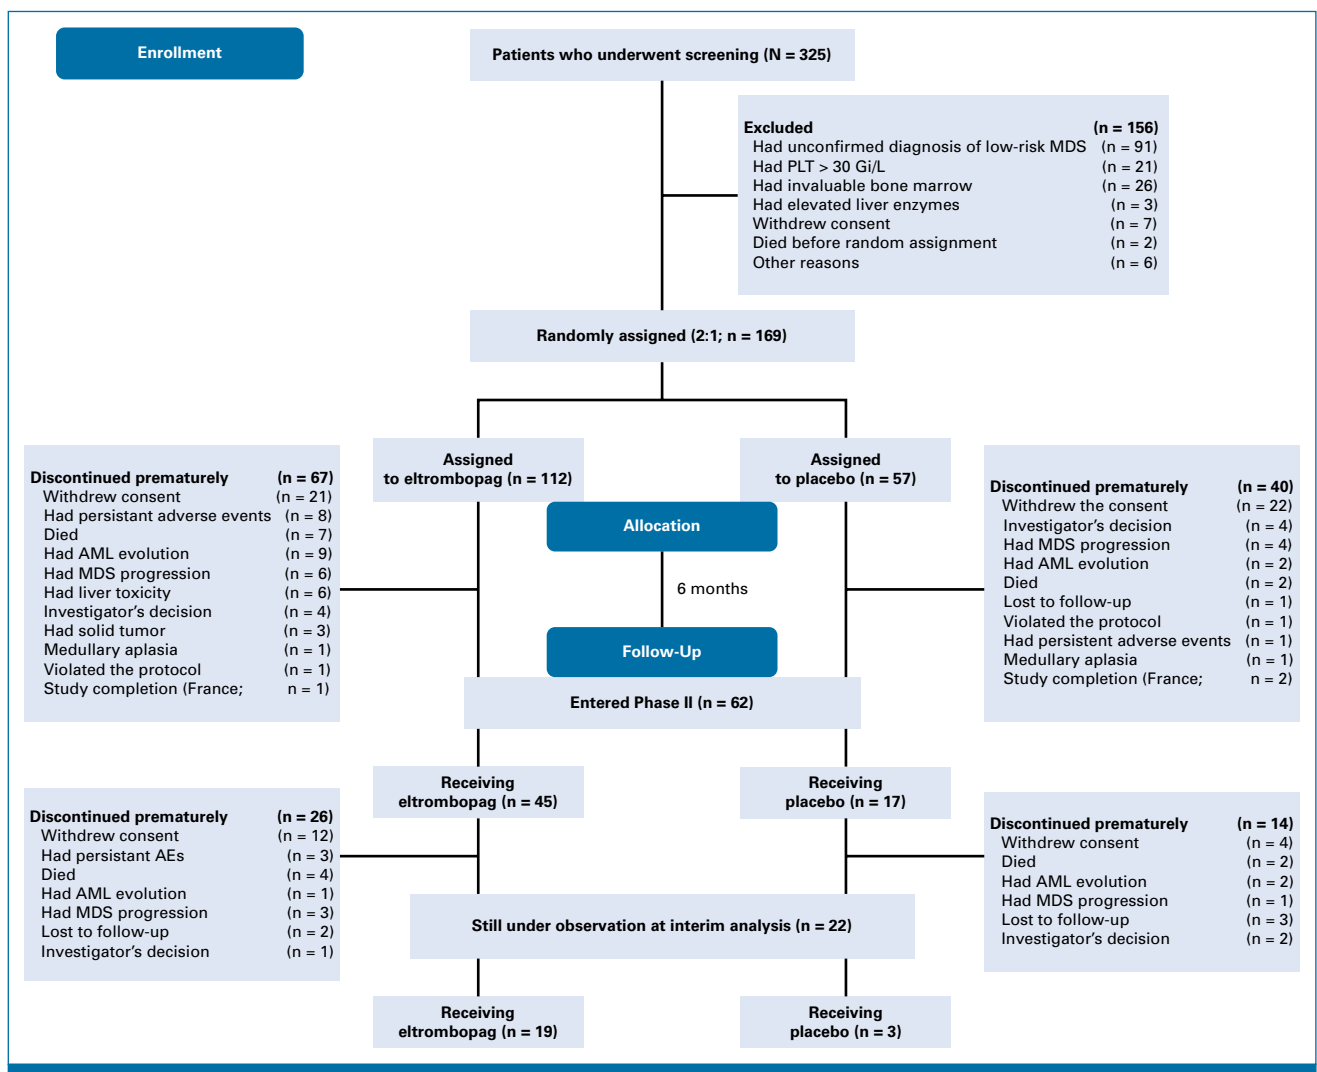 Enrollment
Patients who underwent screening (N = 325)
Excluded (n = 156)
Had unconfirmed diagnosis of low-risk MDS (n = 91)
Had PLT > 30 Gi/L (n = 21)
Had invaluable bone marrow (n = 26)
Had elevated liver enzymes (n = 3)
Withdrew consent (n = 7)
Died before random assignment (n = 2)
Other reasons (n = 6)
Randomly assigned (2:1; n = 169)
Assigned
to eltrombopag (n = 112)
Assigned
to placebo (n = 57)
Discontinued prematurely (n = 67)
Withdrew consent (n = 21)
Had persistant adverse events (n = 8)
Died (n = 7)
Had AML evolution (n = 9)
Had MDS progression (n = 6)
Had liver toxicity (n = 6)
Investigator's decision (n = 4)
Had solid tumor (n = 3)
Medullary aplasia (n = 1)
Violated the protocol (n = 1)
Study completion (France; n = 1)
Allocation
6 months
Follow-Up
Discontinued prematurely (n = 40)
Withdrew the consent (n = 22)
Investigator's decision (n = 4)
Had MDS progression (n = 4)
Had AML evolution (n = 2)
Died (n = 2)
Lost to follow-up (n = 1)
Violated the protocol (n = 1)
Had persistent adverse events (n = 1)
Medullary aplasia (n = 1)
Study completion (France; n = 2)
Entered Phase II (n = 62)
Receiving
eltrombopag (n = 45)
Receiving
placebo (n = 17)
Discontinued prematurely (n = 26)
Withdrew consent (n = 12)
Had persistant AEs (n = 3)
Died (n = 4)
Had AML evolution (n = 1)
Had MDS progression (n = 3)
Lost to follow-up (n = 2)
Investigator's decision (n = 1)
Discontinued prematurely (n = 14)
Withdrew consent (n = 4)
Died (n = 2)
Had AML evolution (n = 2)
Had MDS progression (n = 1)
Lost to follow-up (n = 3)
Investigator's decision (n = 2)
Still under observation at interim analysis (n = 22)
Receiving
eltrombopag (n = 19)
Receiving
placebo (n = 3)